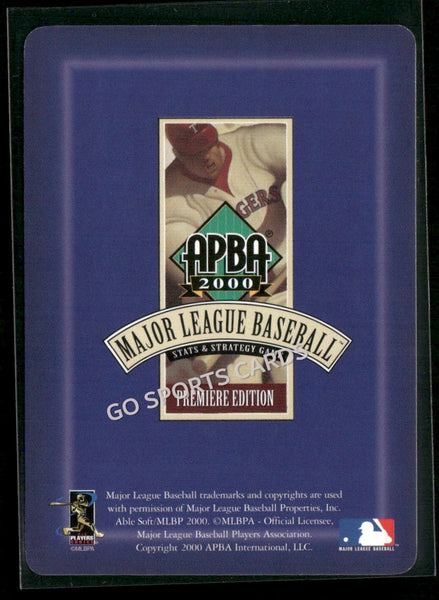 T
GERS
APBA®
2000
MAJOR LEAGUE BASEBALL™
STATS & STRATEGY GAME
GO SPORTS CARDS
PREMIERE EDITION
Major League Baseball trademarks and copyrights are used
with permission of Major League Baseball Properties, Inc.
Able Soft/MLBP 2000. ©MLBPA - Official Licensee,
Major League Baseball Players Association.
Copyright 2000 APBA International, LLC.
PLAYERS
CHOICE
©MLBPA
MAJOR LEAGUE BASEBALL